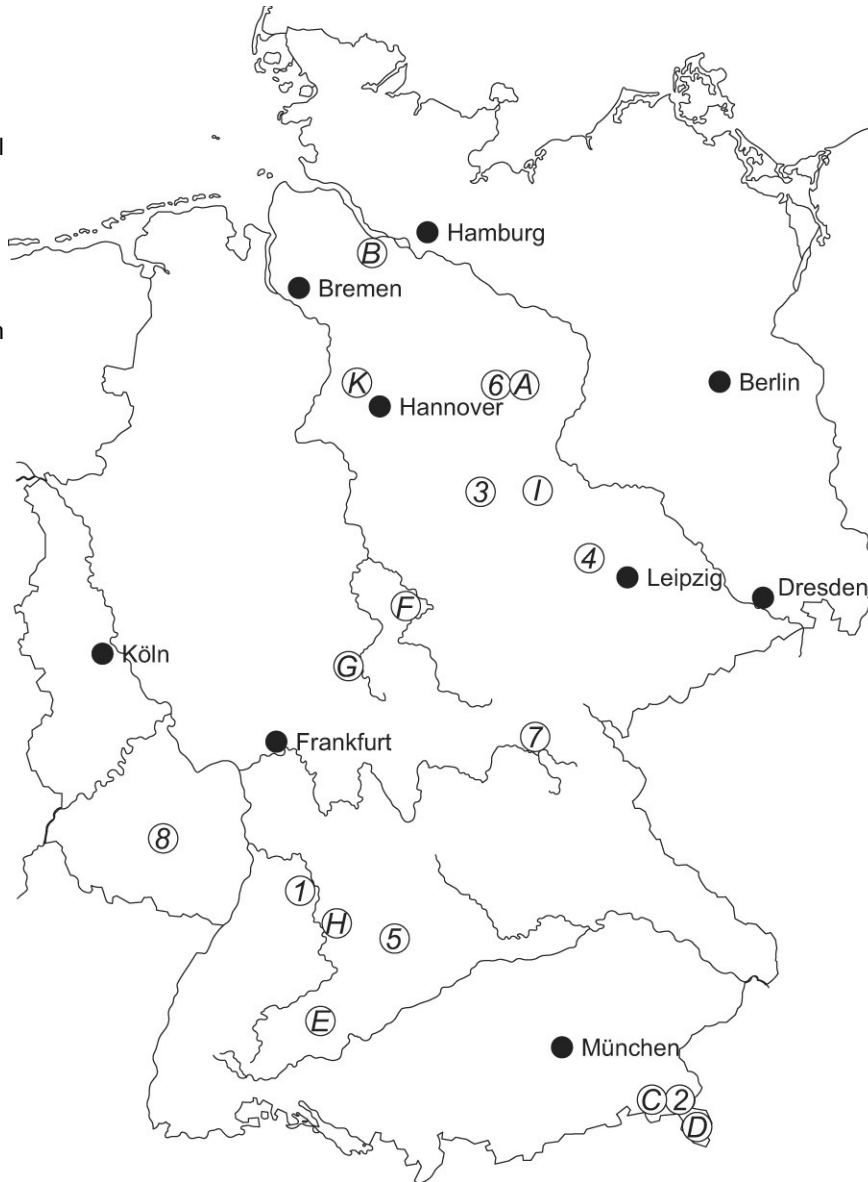 l
Hamburg
B
Bremen
n
K
6 A
Berlin
Hannover
3 I
4
Leipzig
Dresden
F
Köln
G
7
Frankfurt
8
1
H
5
E
München
C 2
D